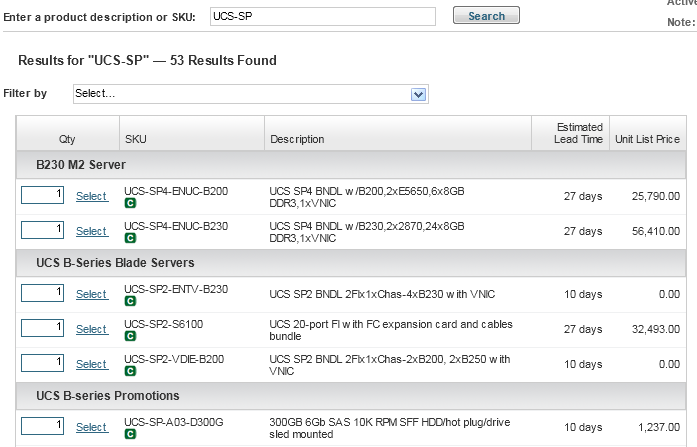 Active
Enter a product description or SKU: UCS-SP Search
Note:
Results for "UCS-SP" — 53 Results Found
Filter by Select...
Qty SKU Description Estimated Lead Time Unit List Price
B230 M2 Server
1 Select UCS-SP4-ENUC-B200 UCS SP4 BNDL w/B200,2xE5650,6x8GB 27 days 25,790.00
C DDR3,1xVNIC
1 Select UCS-SP4-ENUC-B230 UCS SP4 BNDL w/B230,2x2870,24x8GB 27 days 56,410.00
C DDR3,1xVNIC
UCS B-Series Blade Servers
1 Select UCS-SP2-ENTV-B230 UCS SP2 BNDL 2FIx1xChas-4xB230 with VNIC 10 days 0.00
C
1 Select UCS-SP2-S6100 UCS 20-port FI with FC expansion card and cables 27 days 32,493.00
C bundle
1 Select UCS-SP2-VDIE-B200 UCS SP2 BNDL 2FIx1xChas-2xB200, 2xB250 with 10 days 0.00
C VNIC
UCS B-series Promotions
1 Select UCS-SP-A03-D300G 300GB 6Gb SAS 10K RPM SFF HDD/hot plug/drive 10 days 1,237.00
C sled mounted